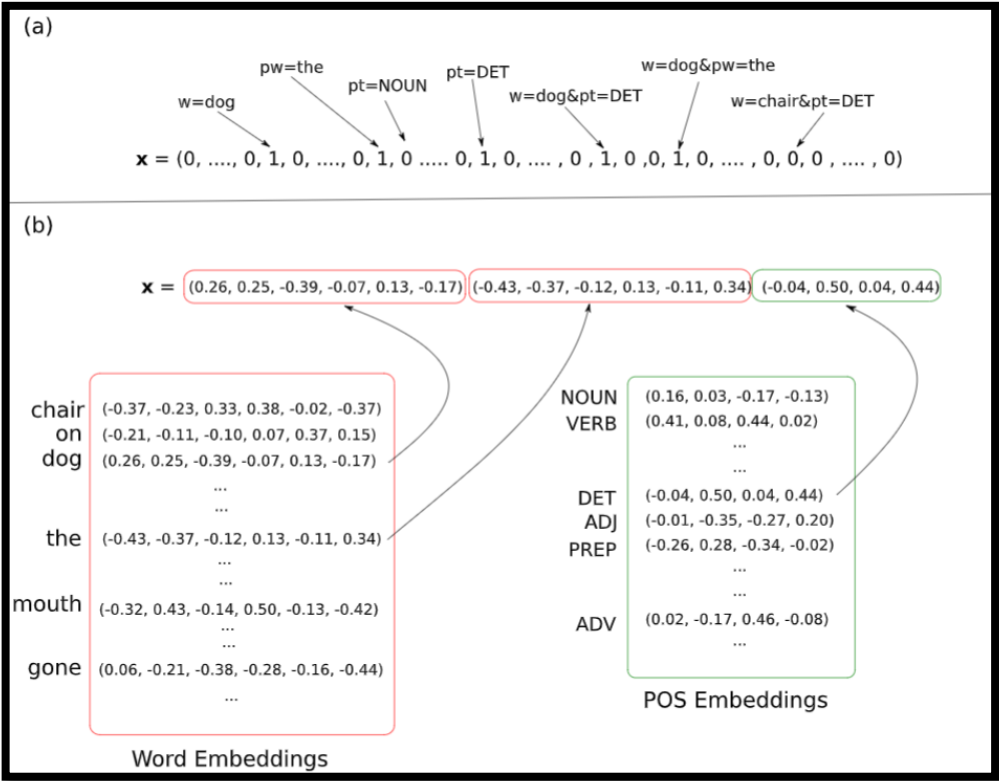 (a)
pw=the
pt=NOUN
pt=DET
w=dog&pw=the
w=dog
w=dog&pt=DET
w=chair&pt=DET
x = (0, ...., 0, 1, 0, ...., 0, 1, 0 ..... 0, 1, 0, .... , 0 , 1, 0 ,0, 1, 0, .... , 0, 0, 0 , .... , 0)
(b)
x = (0.26, 0.25, -0.39, -0.07, 0.13, -0.17) (-0.43, -0.37, -0.12, 0.13, -0.11, 0.34) (-0.04, 0.50, 0.04, 0.44)
chair (-0.37, -0.23, 0.33, 0.38, -0.02, -0.37)
on (-0.21, -0.11, -0.10, 0.07, 0.37, 0.15)
dog (0.26, 0.25, -0.39, -0.07, 0.13, -0.17)
...
...
the (-0.43, -0.37, -0.12, 0.13, -0.11, 0.34)
...
...
mouth (-0.32, 0.43, -0.14, 0.50, -0.13, -0.42)
...
...
gone (0.06, -0.21, -0.38, -0.28, -0.16, -0.44)
...
Word Embeddings
NOUN (0.16, 0.03, -0.17, -0.13)
VERB (0.41, 0.08, 0.44, 0.02)
...
...
DET (-0.04, 0.50, 0.04, 0.44)
ADJ (-0.01, -0.35, -0.27, 0.20)
PREP (-0.26, 0.28, -0.34, -0.02)
...
...
ADV (0.02, -0.17, 0.46, -0.08)
...
POS Embeddings